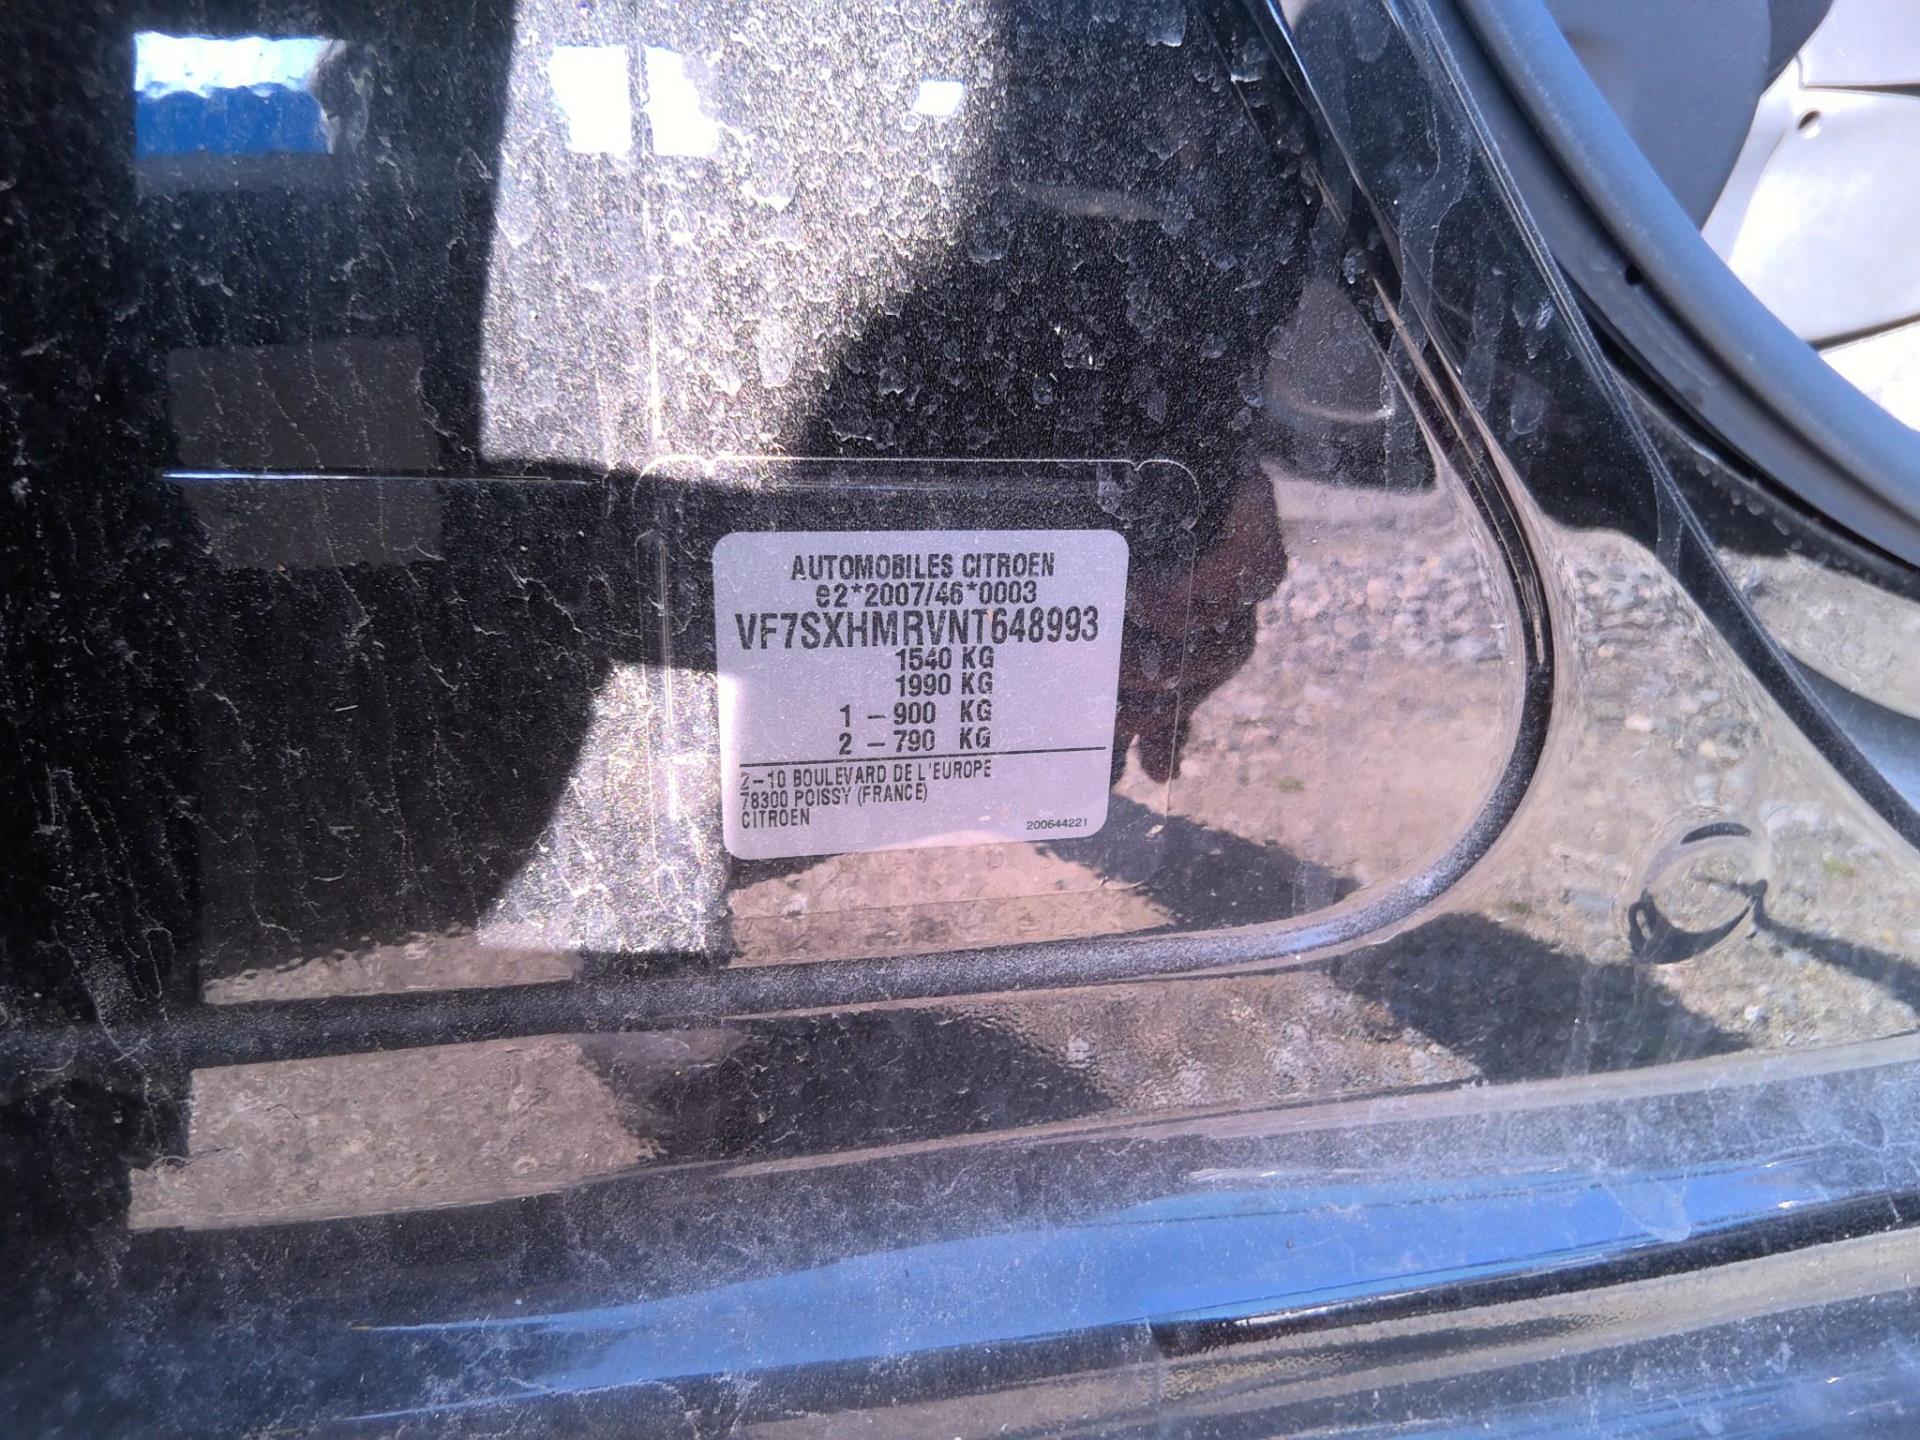 AUTOMOBILES CITROEN
e2*2007/46*0003
VF7SXHMRVNT648993
1540 KG
1990 KG
1 - 900 KG
2 - 790 KG
2-10 BOULEVARD DE L'EUROPE
78300 POISSY (FRANCE)
CITROEN
200644221